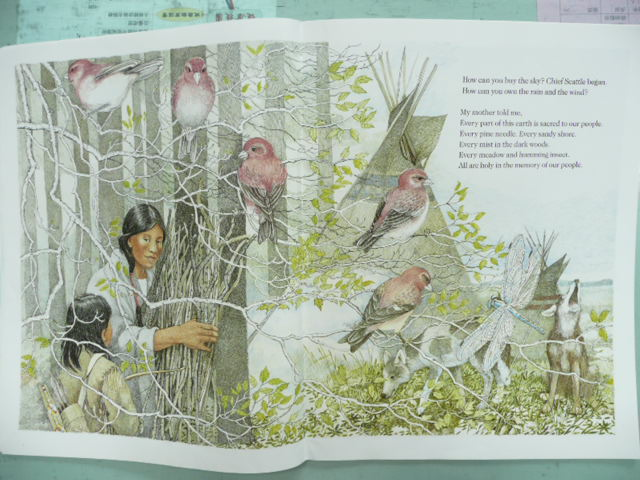 How can you buy the sky? Chief Seattle began.
How can you own the rain and the wind?
My mother told me,
Every part of this earth is sacred to our people.
Every pine needle. Every sandy shore.
Every mist in the dark woods.
Every meadow and humming insect.
All are holy in the memory of our people.